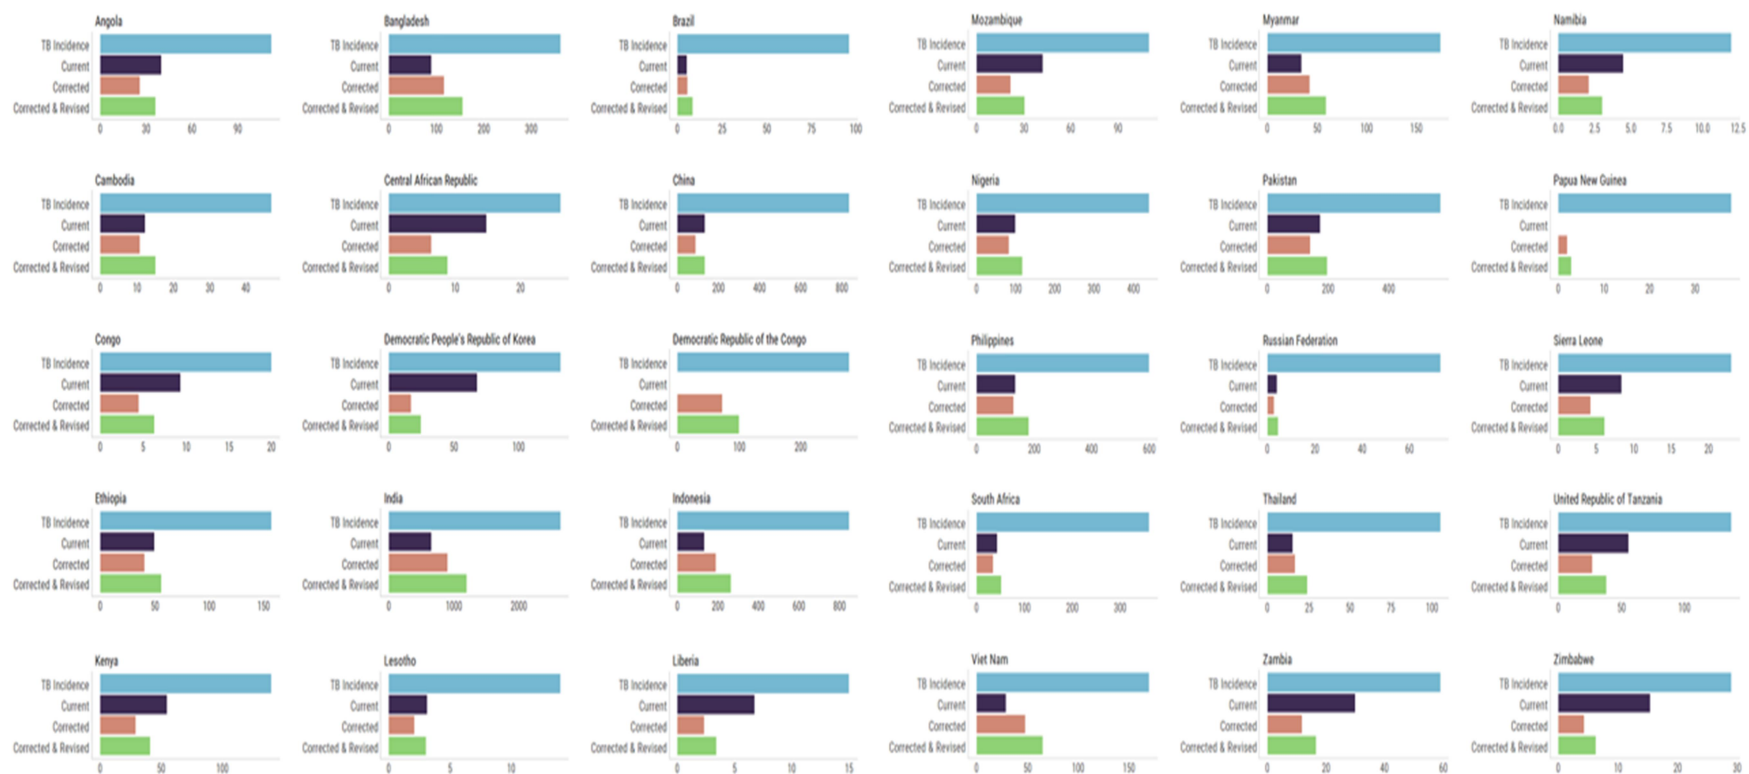 Angola
TB Incidence
Current
Corrected
Corrected & Revised
0 30 60 90
Bangladesh
TB Incidence
Current
Corrected
Corrected & Revised
0 100 200 300
Brazil
TB Incidence
Current
Corrected
Corrected & Revised
0 25 50 75 100
Mozambique
TB Incidence
Current
Corrected
Corrected & Revised
0 30 60 90
Myanmar
TB Incidence
Current
Corrected
Corrected & Revised
0 50 100 150
Namibia
TB Incidence
Current
Corrected
Corrected & Revised
0.0 2.5 5.0 7.5 10.0 12.5
Cambodia
TB Incidence
Current
Corrected
Corrected & Revised
0 10 20 30 40
Central African Republic
TB Incidence
Current
Corrected
Corrected & Revised
0 10 20
China
TB Incidence
Current
Corrected
Corrected & Revised
0 200 400 600 800
Nigeria
TB Incidence
Current
Corrected
Corrected & Revised
0 100 200 300 400
Pakistan
TB Incidence
Current
Corrected
Corrected & Revised
0 200 400
Papua New Guinea
TB Incidence
Current
Corrected
Corrected & Revised
0 10 20 30
Congo
TB Incidence
Current
Corrected
Corrected & Revised
0 5 10 15 20
Democratic People's Republic of Korea
TB Incidence
Current
Corrected
Corrected & Revised
0 50 100
Democratic Republic of the Congo
TB Incidence
Current
Corrected
Corrected & Revised
0 100 200
Philippines
TB Incidence
Current
Corrected
Corrected & Revised
0 200 400 600
Russian Federation
TB Incidence
Current
Corrected
Corrected & Revised
0 20 40 60
Sierra Leone
TB Incidence
Current
Corrected
Corrected & Revised
0 5 10 15 20
Ethiopia
TB Incidence
Current
Corrected
Corrected & Revised
0 50 100 150
India
TB Incidence
Current
Corrected
Corrected & Revised
0 1000 2000
Indonesia
TB Incidence
Current
Corrected
Corrected & Revised
0 200 400 600 800
South Africa
TB Incidence
Current
Corrected
Corrected & Revised
0 100 200 300
Thailand
TB Incidence
Current
Corrected
Corrected & Revised
0 25 50 75 100
United Republic of Tanzania
TB Incidence
Current
Corrected
Corrected & Revised
0 50 100
Kenya
TB Incidence
Current
Corrected
Corrected & Revised
0 50 100
Lesotho
TB Incidence
Current
Corrected
Corrected & Revised
0 5 10
Liberia
TB Incidence
Current
Corrected
Corrected & Revised
0 5 10 15
Viet Nam
TB Incidence
Current
Corrected
Corrected & Revised
0 50 100 150
Zambia
TB Incidence
Current
Corrected
Corrected & Revised
0 20 40 60
Zimbabwe
TB Incidence
Current
Corrected
Corrected & Revised
0 10 20 30